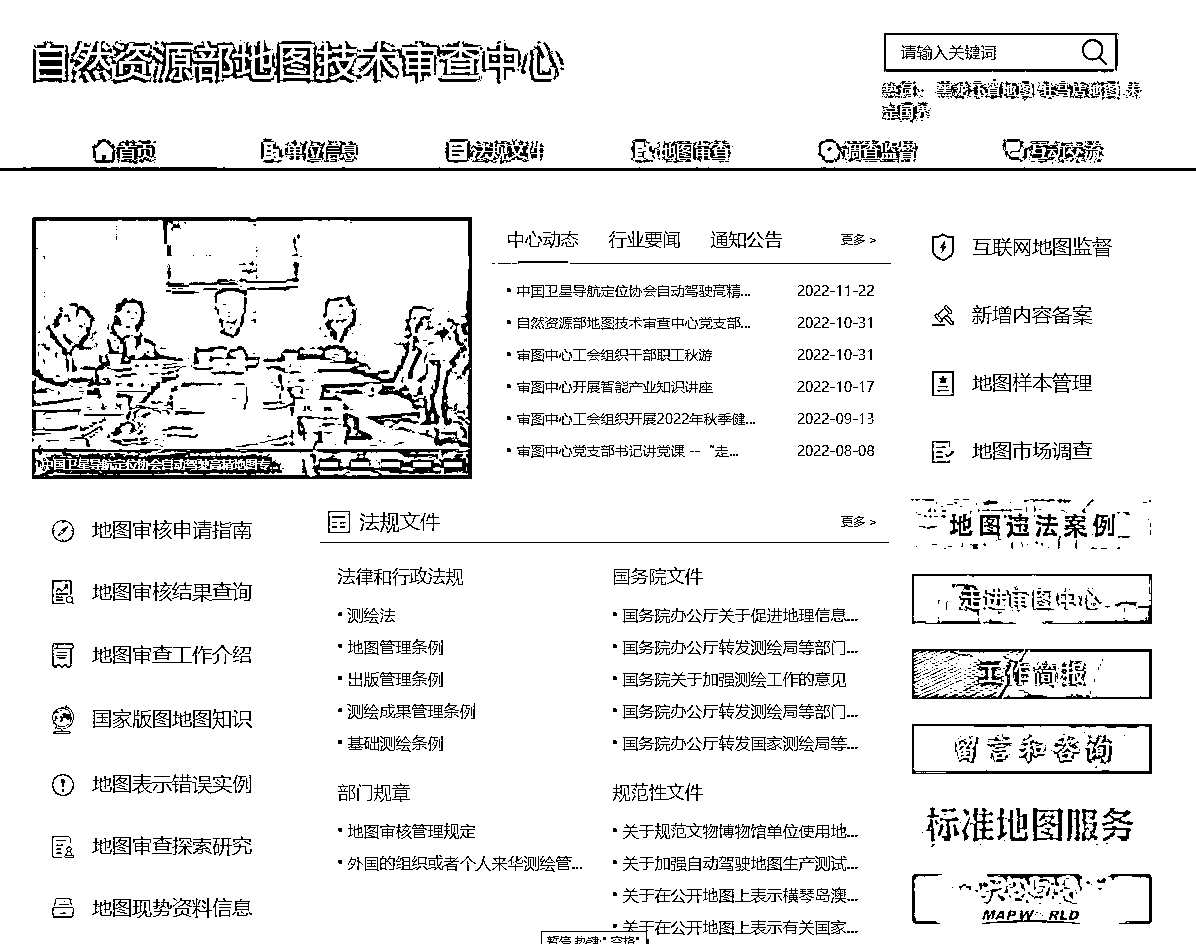 自然资源部地图技术审查中心
请输入关键词
首页 单位信息 法规文件 地图审查 调查监督 互动交流
中心动态 行业要闻 通知公告 更多 >
• 中国卫星导航定位协会自动驾驶高精... 2022-11-22
• 自然资源部地图技术审查中心党支部... 2022-10-31
• 审图中心工会组织干部职工秋游 2022-10-31
• 审图中心开展智能产业知识讲座 2022-10-17
• 审图中心工会组织开展2022年秋季健... 2022-09-13
• 审图中心党支部书记讲党课 -- “走... 2022-08-08
中国卫星导航定位协会自动驾驶高精地图专...
互联网地图监督
新增内容备案
地图样本管理
地图市场调查
地图审核申请指南
地图审核结果查询
地图审查工作介绍
国家版图地图知识
地图表示错误实例
地图审查探索研究
地图现势资料信息
法规文件 更多 >
法律和行政法规
• 测绘法
• 地图管理条例
• 出版管理条例
• 测绘成果管理条例
• 基础测绘条例
国务院文件
• 国务院办公厅关于促进地理信息...
• 国务院办公厅转发测绘局等部门...
• 国务院关于加强测绘工作的意见
• 国务院办公厅转发测绘局等部门...
• 国务院办公厅转发国家测绘局等...
部门规章
• 地图审核管理规定
• 外国的组织或者个人来华测绘管...
规范性文件
• 关于规范文物博物馆单位使用地...
• 关于加强自动驾驶地图生产测试...
• 关于在公开地图上表示横琴岛澳...
• 关于在公开地图上表示有关国家...
地图违法案例
走进审图中心
工作简报
留言和咨询
标准地图服务
MAP W RLD